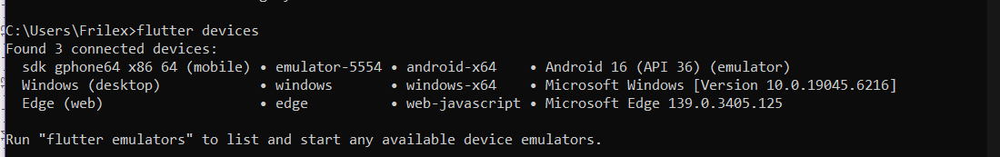 C:\Users\Frilex>flutter devices
Found 3 connected devices:
  sdk gphone64 x86 64 (mobile) • emulator-5554 • android-x64    • Android 16 (API 36) (emulator)
  Windows (desktop)            • windows       • windows-x64    • Microsoft Windows [Version 10.0.19045.6216]
  Edge (web)                   • edge          • web-javascript • Microsoft Edge 139.0.3405.125
Run "flutter emulators" to list and start any available device emulators.